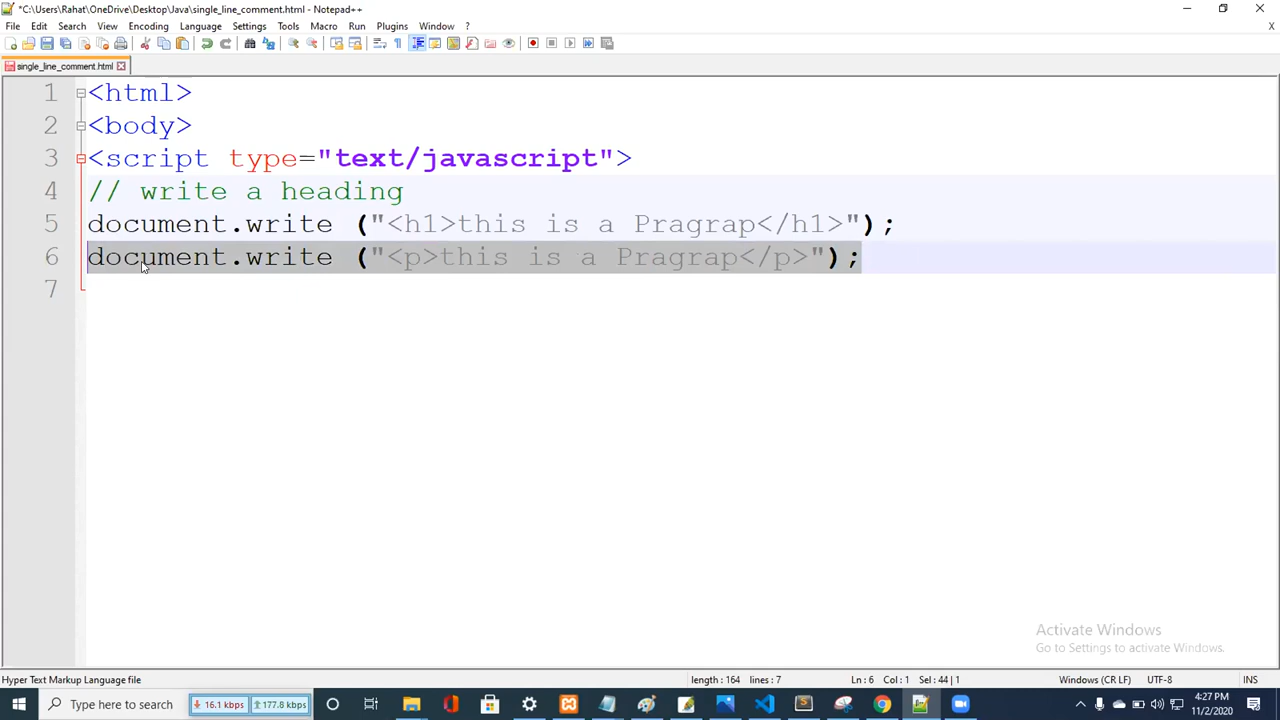 *C:\Users\Rahat\OneDrive\Desktop\Java\single_line_comment.html - Notepad++
File Edit Search View Encoding Language Settings Tools Macro Run Plugins Window ?
X
single_line_comment.html
1 <html>
2 <body>
3 <script type="text/javascript">
4 // write a heading
5 document.write ("<h1>this is a Pragrap</h1>");
6 document.write ("<p>this is a Pragrap</p>");
7
Activate Windows
Go to Settings to activate Windows.
Hyper Text Markup Language file length : 164 lines : 7 Ln : 6 Col : 1 Sel : 44 | 1 Windows (CR LF) UTF-8 INS
Type here to search ↓ 16.1 kbps ↑ 177.8 kbps 4:27 PM
11/2/2020